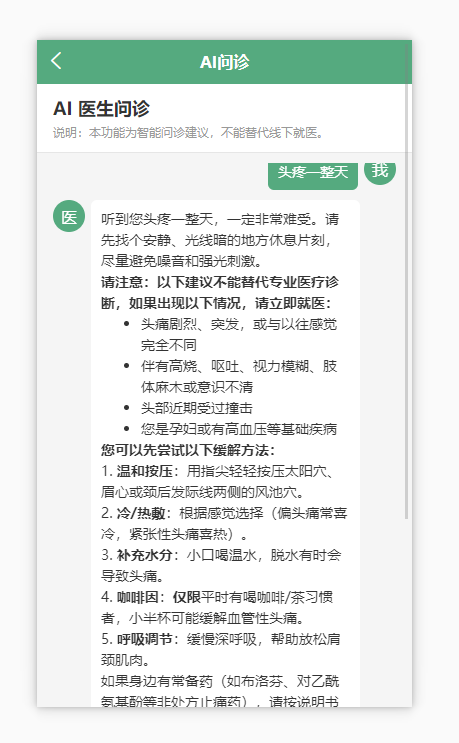 AI问诊
AI 医生问诊
说明：本功能为智能问诊建议，不能替代线下就医。
头疼一整天
我
医
听到您头疼一整天，一定非常难受。请
先找个安静、光线暗的地方休息片刻，
尽量避免噪音和强光刺激。
请注意：以下建议不能替代专业医疗诊
断，如果出现以下情况，请立即就医：
头痛剧烈、突发，或与以往感觉
完全不同
伴有高烧、呕吐、视力模糊、肢
体麻木或意识不清
头部近期受过撞击
您是孕妇或有高血压等基础疾病
您可以先尝试以下缓解方法：
1. 温和按压：用指尖轻轻按压太阳穴、
眉心或颈后发际线两侧的风池穴。
2. 冷/热敷：根据感觉选择（偏头痛常喜
冷，紧张性头痛喜热）。
3. 补充水分：小口喝温水，脱水有时会
导致头痛。
4. 咖啡因：仅限平时有喝咖啡/茶习惯
者，小半杯可能缓解血管性头痛。
5. 呼吸调节：缓慢深呼吸，帮助放松肩
颈肌肉。
如果身边有常备药（如布洛芬、对乙酰
氨基酚等非处方止痛药），请按说明书